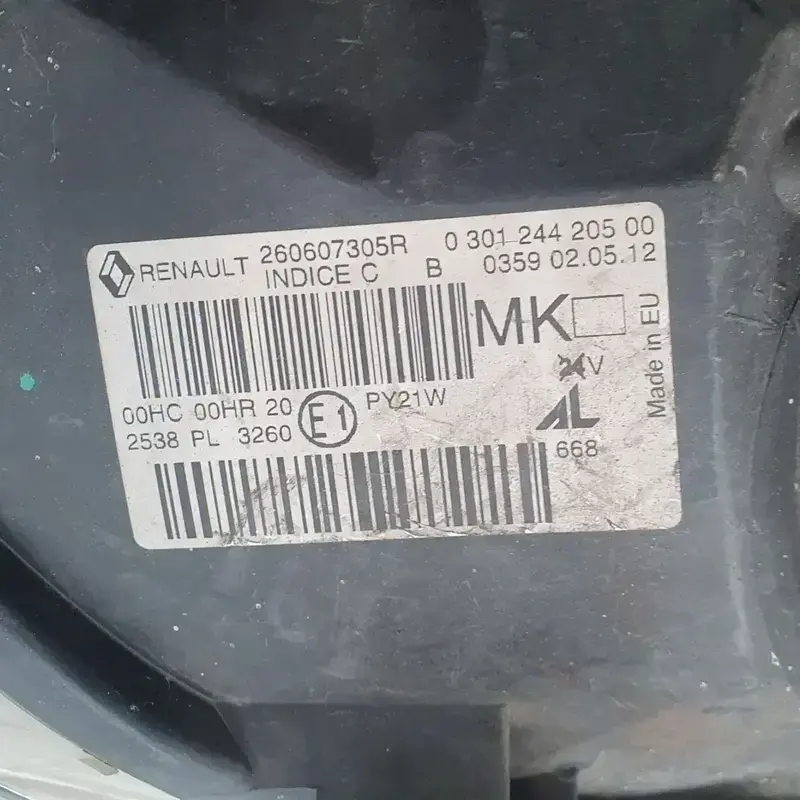 RENAULT 260607305R 0 301 244 205 00
INDICE C B 0359 02.05.12
MK
24V
Made in EU
00HC 00HR 20 E1 PY21W
2538 PL 3260
AL
668